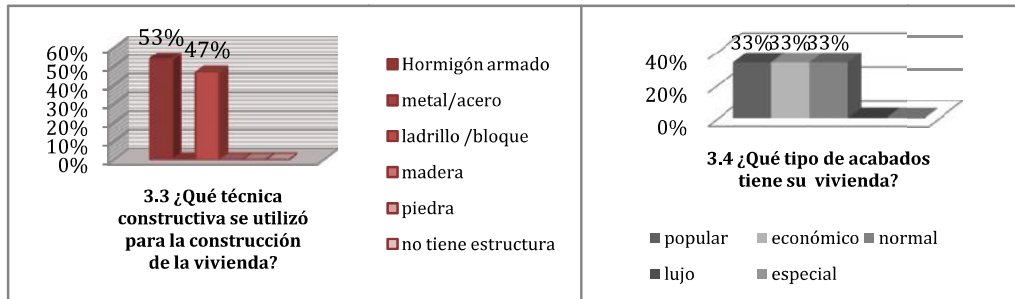 53%
47%
60%
50%
40%
30%
20%
10%
0%
3.3 ¿Qué técnica
constructiva se utilizó
para la construcción
de la vivienda?
Hormigón armado
metal/acero
ladrillo /bloque
madera
piedra
no tiene estructura
33% 33% 33%
40%
20%
0%
3.4 ¿Qué tipo de acabados
tiene su vivienda?
popular económico normal
lujo especial